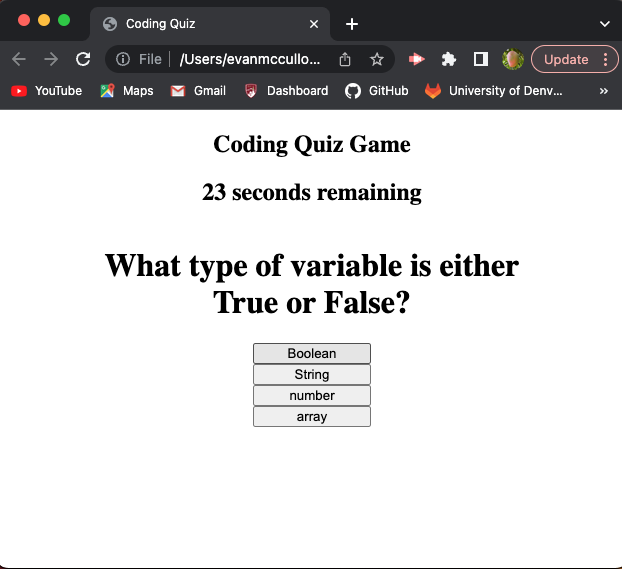 Coding Quiz
File /Users/evanmccullo...
Update
YouTube Maps Gmail Dashboard GitHub University of Denv... »
Coding Quiz Game
23 seconds remaining
What type of variable is either
True or False?
Boolean
String
number
array